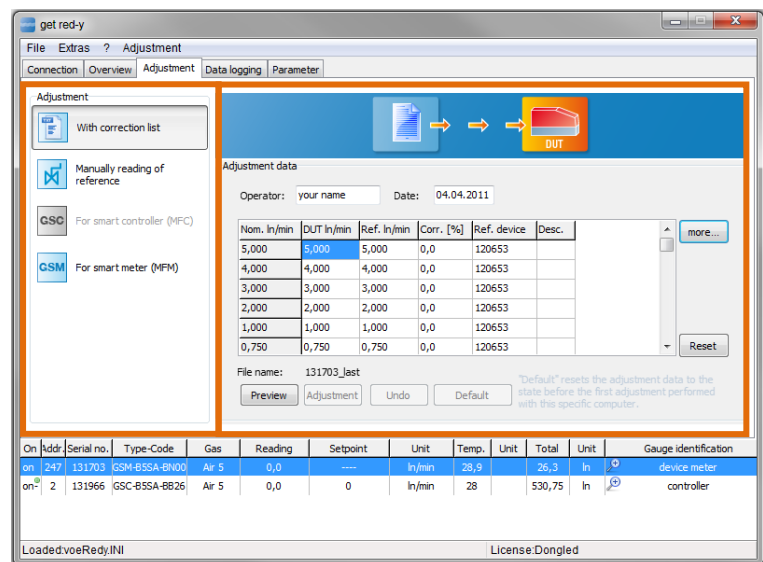 get red-y
File Extras ? Adjustment
Connection Overview Adjustment Data logging Parameter
Adjustment
With correction list
Manually reading of
reference
GSC For smart controller (MFC)
GSM For smart meter (MFM)
DUT
Adjustment data
Operator: your name Date: 04.04.2011
Nom. ln/min DUT ln/min Ref. ln/min Corr. [%] Ref. device Desc. more...
5,000 5,000 5,000 0,0 120653
4,000 4,000 4,000 0,0 120653
3,000 3,000 3,000 0,0 120653
2,000 2,000 2,000 0,0 120653
1,000 1,000 1,000 0,0 120653
0,750 0,750 0,750 0,0 120653 Reset
File name: 131703_last
Preview Adjustment Undo Default
"Default" resets the adjustment data to the
state before the first adjustment performed
with this specific computer.
On Addr. Serial no. Type-Code Gas Reading Setpoint Unit Temp. Unit Total Unit Gauge identification
on 247 131703 GSM-B5SA-BN00 Air 5 0,0 ---- ln/min 28,9 26,3 ln device meter
on- 2 131966 GSC-B5SA-BB26 Air 5 0,0 0 ln/min 28 530,75 ln controller
Loaded:voeRedy.INI License:Dongled